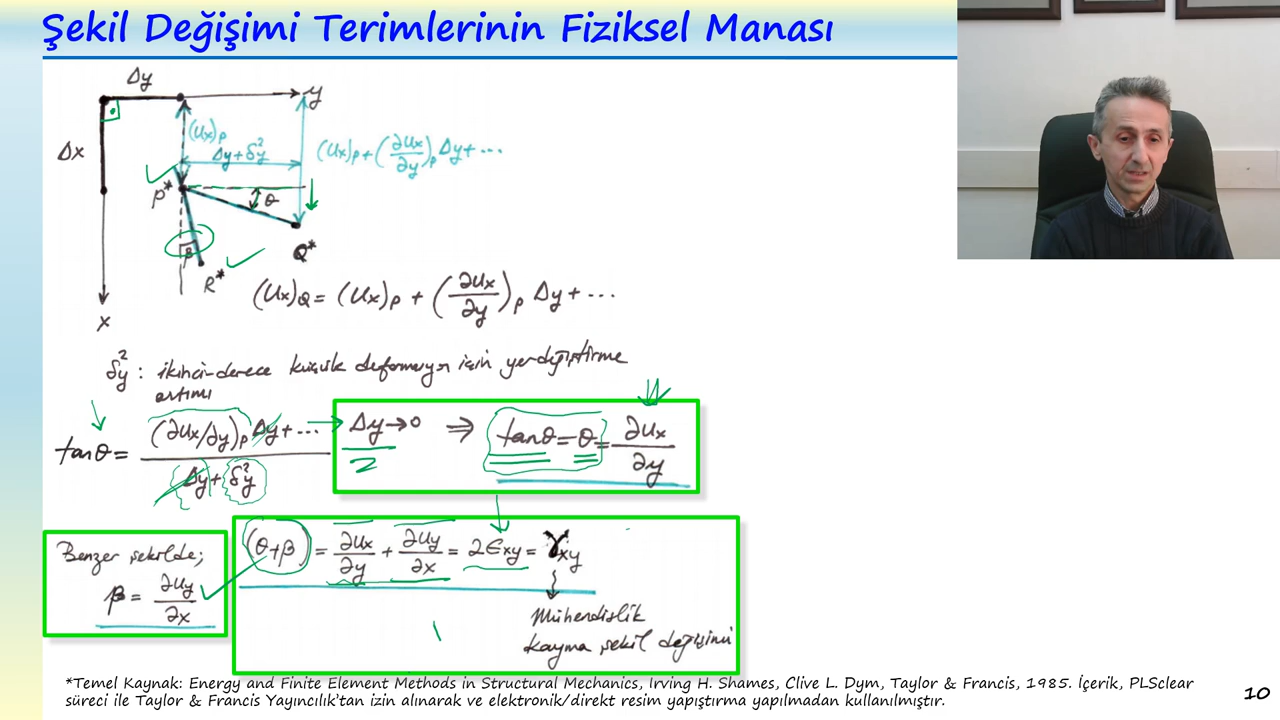 Şekil Değişimi Terimlerinin Fiziksel Manası
Δy
y
(Ux)P
Δy+δy²
(Ux)P+(∂Ux/∂y)P Δy+...
Δx
P*
θ
Q*
β
R*
x
(Ux)Q = (Ux)P + (∂Ux/∂y)P Δy + ...
δy² : ikinci-derece küçük deformasyon için yerdeğiştirme
artımı
tanθ = (∂Ux/∂y)P Δy + ... / Δy+δy²
Δy→0 ⇒ tanθ=θ=∂Ux/∂y
Benzer şekilde;
β = ∂Uy/∂x
(θ+β) = ∂Ux/∂y + ∂Uy/∂x = 2Єxy = γxy
Mühendislik
kayma şekil değişimi
*Temel Kaynak: Energy and Finite Element Methods in Structural Mechanics, Irving H. Shames, Clive L. Dym, Taylor & Francis, 1985. İçerik, PLSclear
süreci ile Taylor & Francis Yayıncılık'tan izin alınarak ve elektronik/direkt resim yapıştırma yapılmadan kullanılmıştır.
10